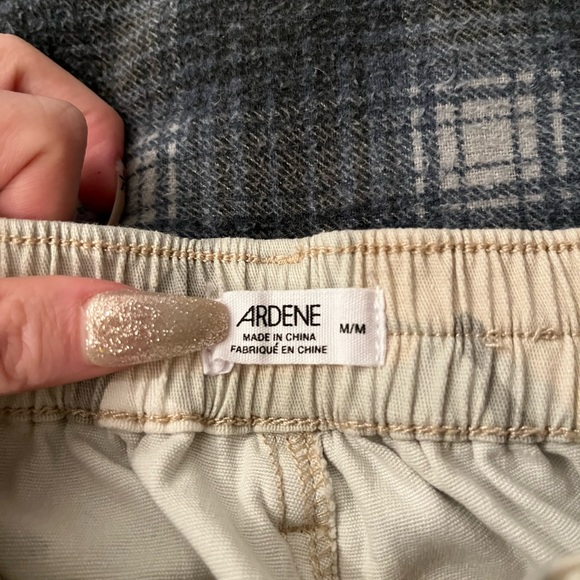 ARDENE
M/M
MADE IN CHINA
FABRIQUÉ EN CHINE